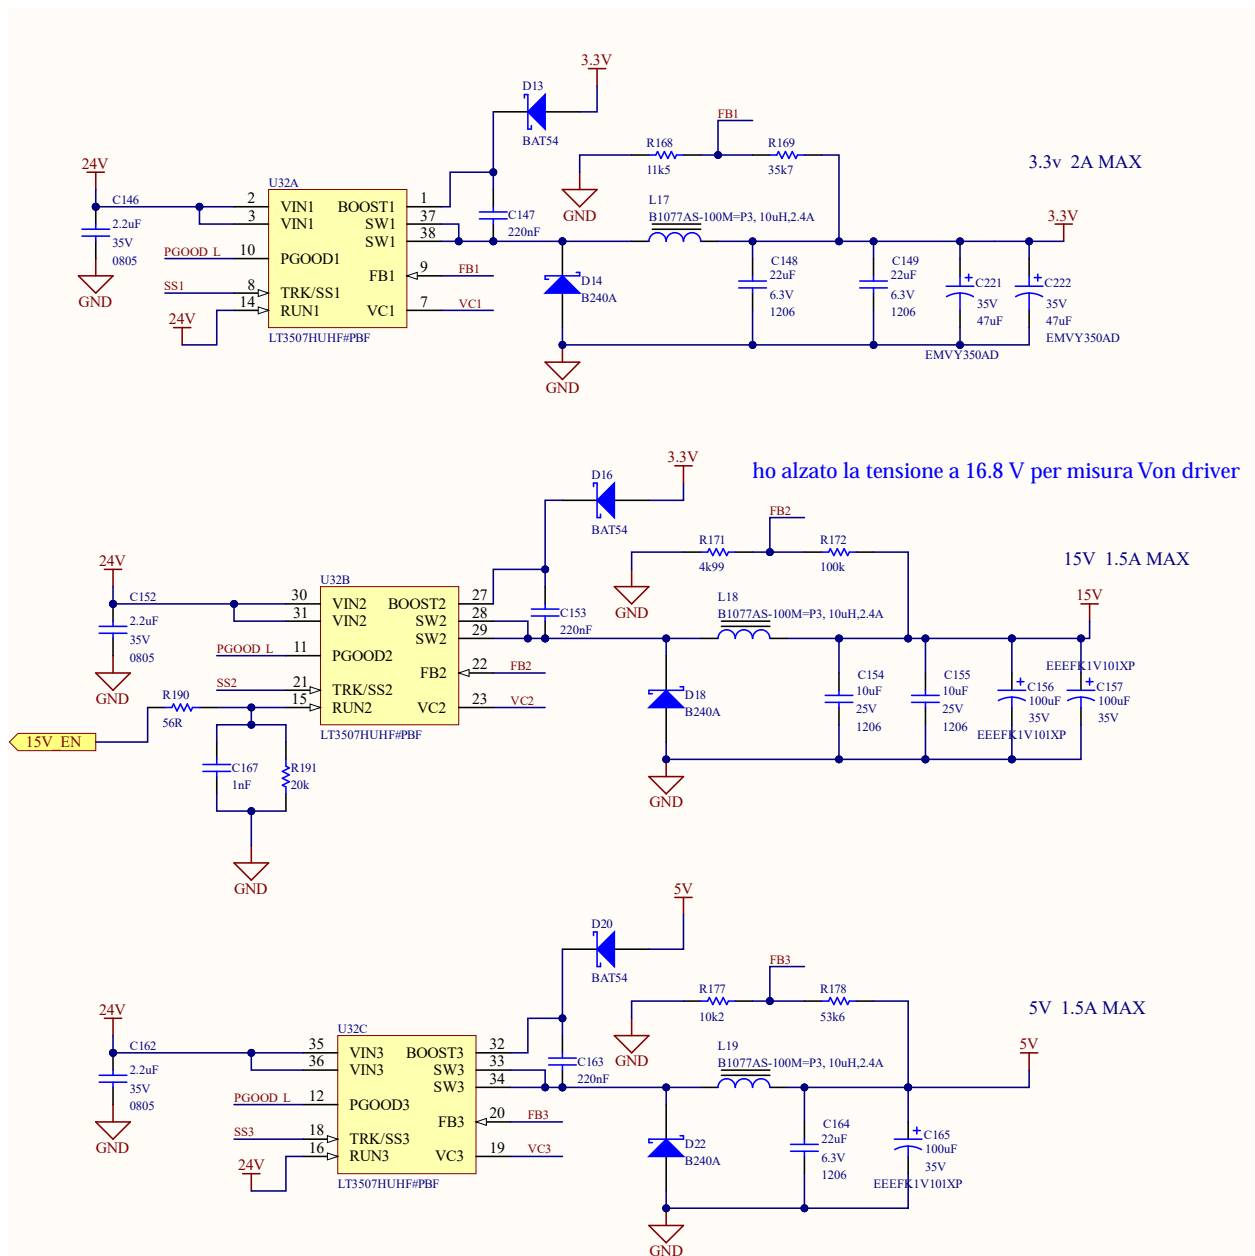 3.3V
D13
BAT54
FB1
R168
11k5
R169
35k7
3.3v  2A MAX
GND
24V
C146
2.2uF
35V
0805
GND
U32A
2
VIN1
3
VIN1
10
PGOOD1
8
TRK/SS1
14
RUN1
BOOST1
1
SW1
37
SW1
38
FB1
9
VC1
7
LT3507HUHF#PBF
PGOOD L
SS1
24V
FB1
VC1
C147
220nF
L17
B1077AS-100M=P3, 10uH,2.4A
3.3V
D14
B240A
C148
22uF
6.3V
1206
C149
22uF
6.3V
1206
C221
35V
47uF
EMVY350AD
C222
35V
47uF
EMVY350AD
GND
ho alzato la tensione a 16.8 V per misura Von driver
3.3V
D16
BAT54
FB2
R171
4k99
R172
100k
15V  1.5A MAX
GND
24V
C152
2.2uF
35V
0805
GND
U32B
30
VIN2
31
VIN2
11
PGOOD2
21
TRK/SS2
15
RUN2
BOOST2
27
SW2
28
SW2
29
FB2
22
VC2
23
LT3507HUHF#PBF
PGOOD L
SS2
R190
56R
15V_EN
C167
1nF
R191
20k
GND
FB2
VC2
C153
220nF
L18
B1077AS-100M=P3, 10uH,2.4A
15V
D18
B240A
C154
10uF
25V
1206
C155
10uF
25V
1206
C156
100uF
35V
EEEFK1V101XP
EEEFK1V101XP
C157
100uF
35V
GND
5V
D20
BAT54
FB3
R177
10k2
R178
53k6
5V  1.5A MAX
GND
24V
C162
2.2uF
35V
0805
GND
U32C
35
VIN3
36
VIN3
12
PGOOD3
18
TRK/SS3
16
RUN3
BOOST3
32
SW3
33
SW3
34
FB3
20
VC3
19
LT3507HUHF#PBF
PGOOD L
SS3
24V
FB3
VC3
C163
220nF
L19
B1077AS-100M=P3, 10uH,2.4A
5V
D22
B240A
C164
22uF
6.3V
1206
C165
100uF
35V
EEEFK1V101XP
GND